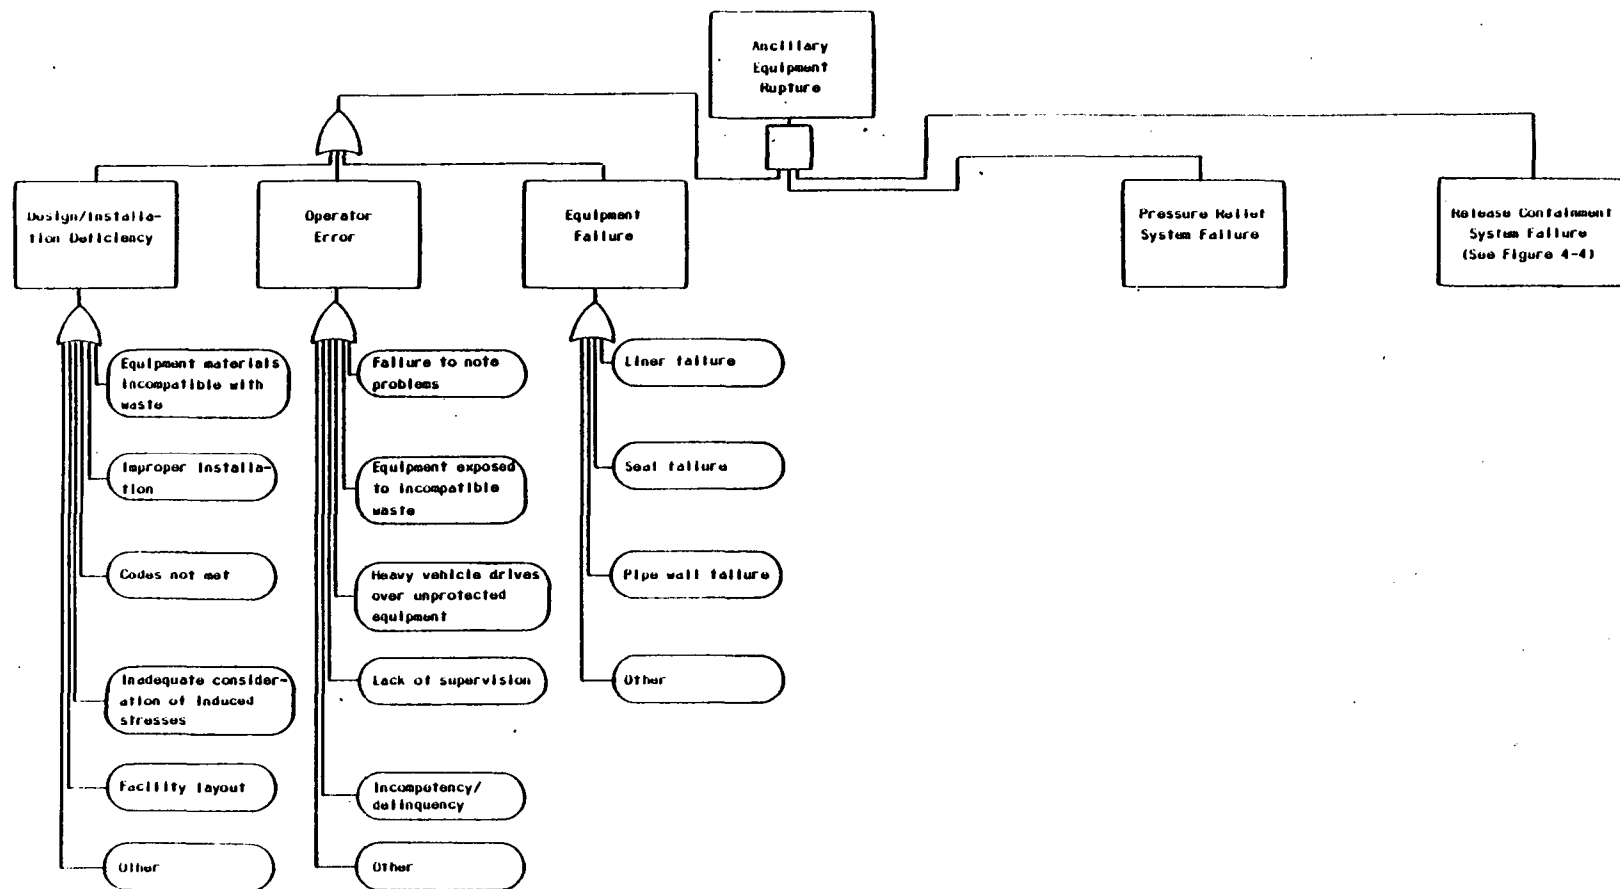 Ancillary
Equipment
Rupture
Design/Installa-
tion Deficiency
Operator
Error
Equipment
Failure
Pressure Relief
System Failure
Release Containment
System Failure
(See Figure 4-4)
Equipment materials
incompatible with
waste
Improper installa-
tion
Codes not met
Inadequate consider-
ation of induced
stresses
Facility layout
Other
Failure to note
problems
Equipment exposed
to incompatible
waste
Heavy vehicle drives
over unprotected
equipment
Lack of supervision
Incompetency/
delinquency
Other
Liner failure
Seal failure
Pipe wall failure
Other